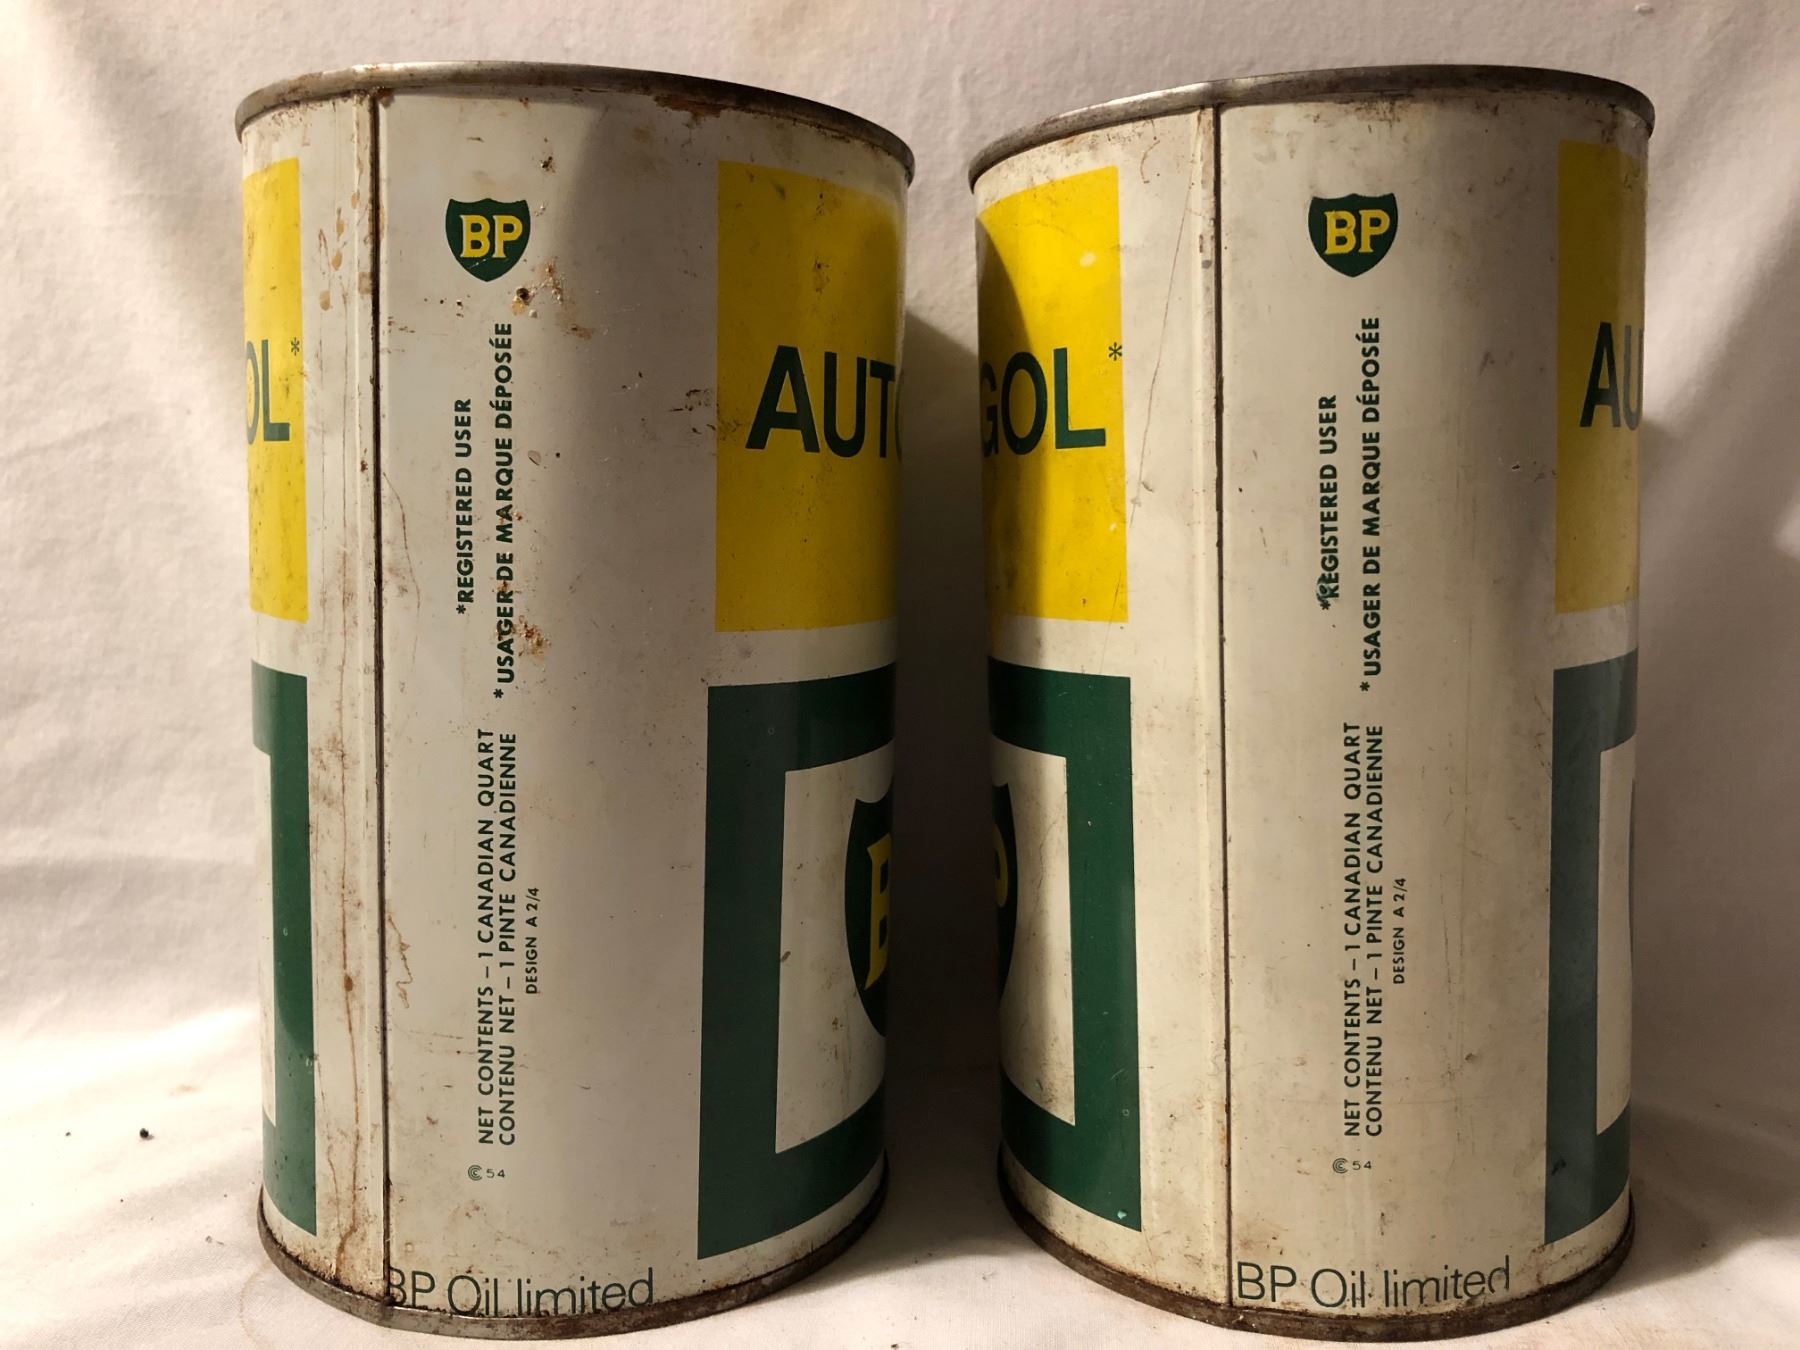 BP
OL*
*REGISTERED USER
*USAGER DE MARQUE DÉPOSÉE
NET CONTENTS – 1 CANADIAN QUART
CONTENU NET – 1 PINTE CANADIENNE
DESIGN A 2/4
54
AUTO
BP Oil limited
BP
GOL*
*REGISTERED USER
*USAGER DE MARQUE DÉPOSÉE
NET CONTENTS – 1 CANADIAN QUART
CONTENU NET – 1 PINTE CANADIENNE
DESIGN A 2/4
54
AU
P
BP Oil limited